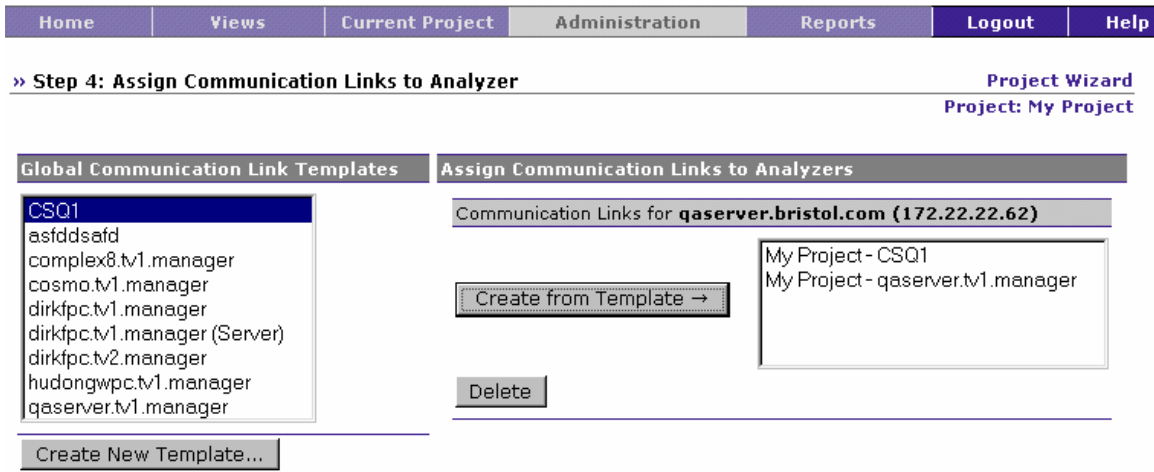 Home Views Current Project Administration Reports Logout Help
» Step 4: Assign Communication Links to Analyzer
Project Wizard
Project: My Project
Global Communication Link Templates
CSQ1
asfddsafd
complex8.tv1.manager
cosmo.tv1.manager
dirkfpc.tv1.manager
dirkfpc.tv1.manager (Server)
dirkfpc.tv2.manager
hudongwpc.tv1.manager
qaserver.tv1.manager
Create New Template...
Assign Communication Links to Analyzers
Communication Links for qaserver.bristol.com (172.22.22.62)
Create from Template →
My Project - CSQ1
My Project - qaserver.tv1.manager
Delete